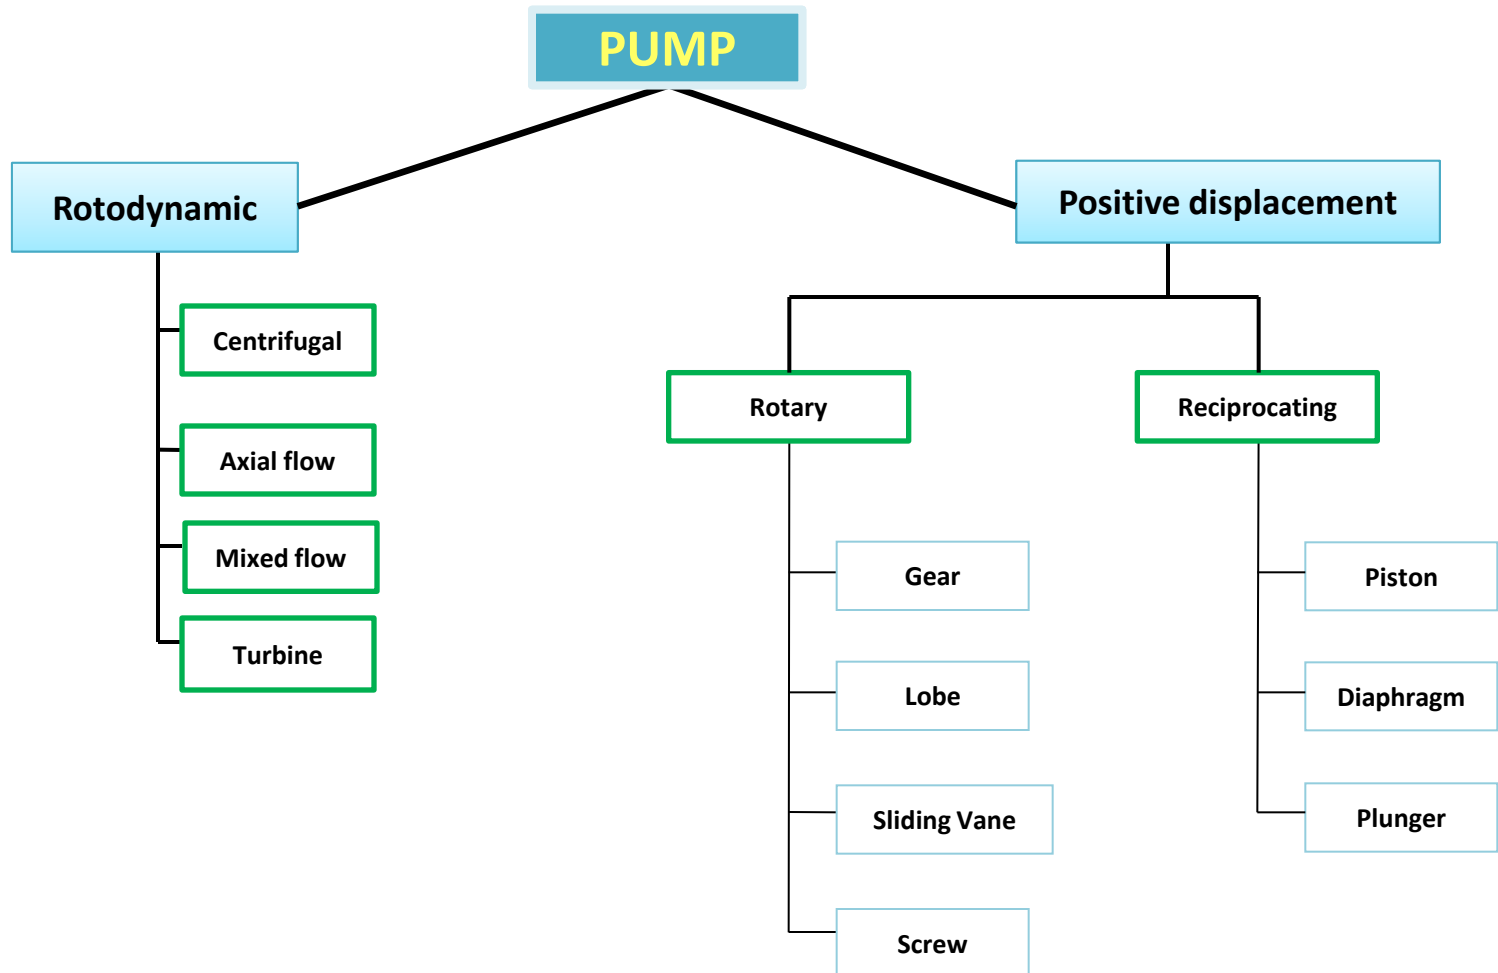 PUMP
Rotodynamic
Positive displacement
Centrifugal
Axial flow
Mixed flow
Turbine
Rotary
Reciprocating
Gear
Lobe
Sliding Vane
Screw
Piston
Diaphragm
Plunger